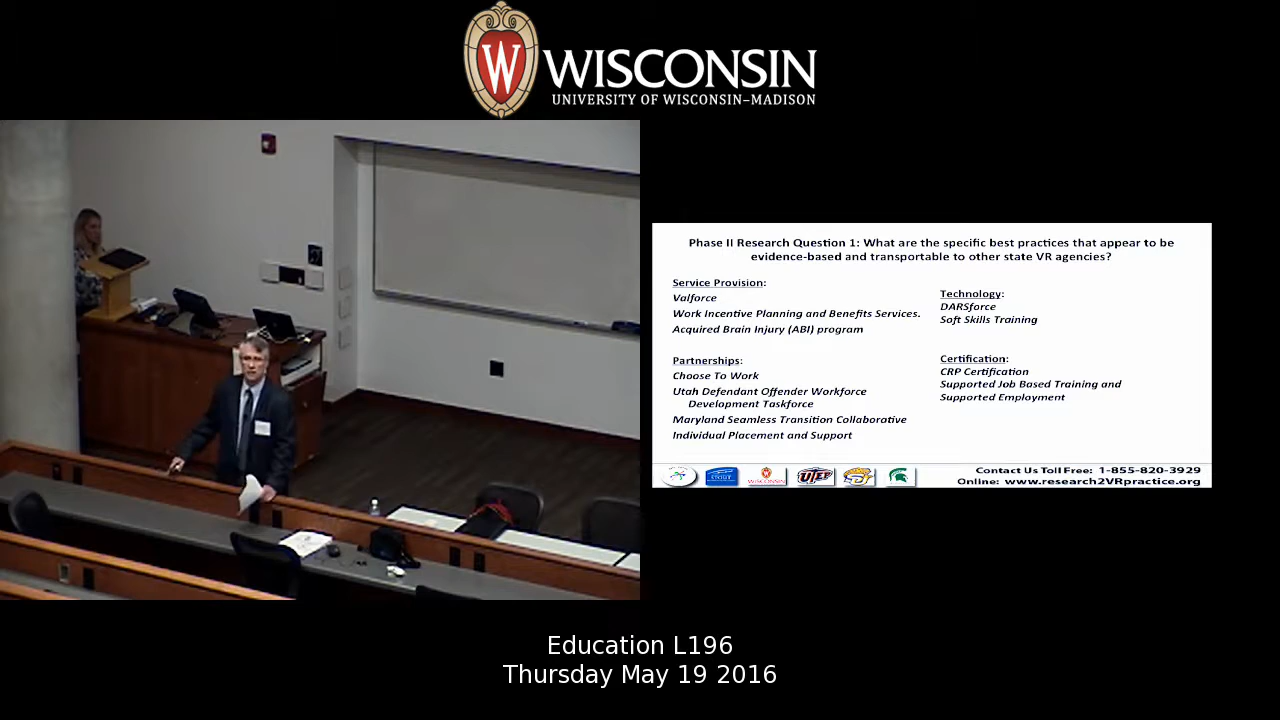 W
WISCONSIN
UNIVERSITY OF WISCONSIN–MADISON
Phase II Research Question 1: What are the specific best practices that appear to be
evidence-based and transportable to other state VR agencies?
Service Provision:
Valforce
Work Incentive Planning and Benefits Services.
Acquired Brain Injury (ABI) program
Partnerships:
Choose To Work
Utah Defendant Offender Workforce
Development Taskforce
Maryland Seamless Transition Collaborative
Individual Placement and Support
Technology:
DARSforce
Soft Skills Training
Certification:
CRP Certification
Supported Job Based Training and
Supported Employment
WISCONSIN
UTEP
Contact Us Toll Free: 1-855-820-3929
Online: www.research2VRpractice.org
Education L196
Thursday May 19 2016